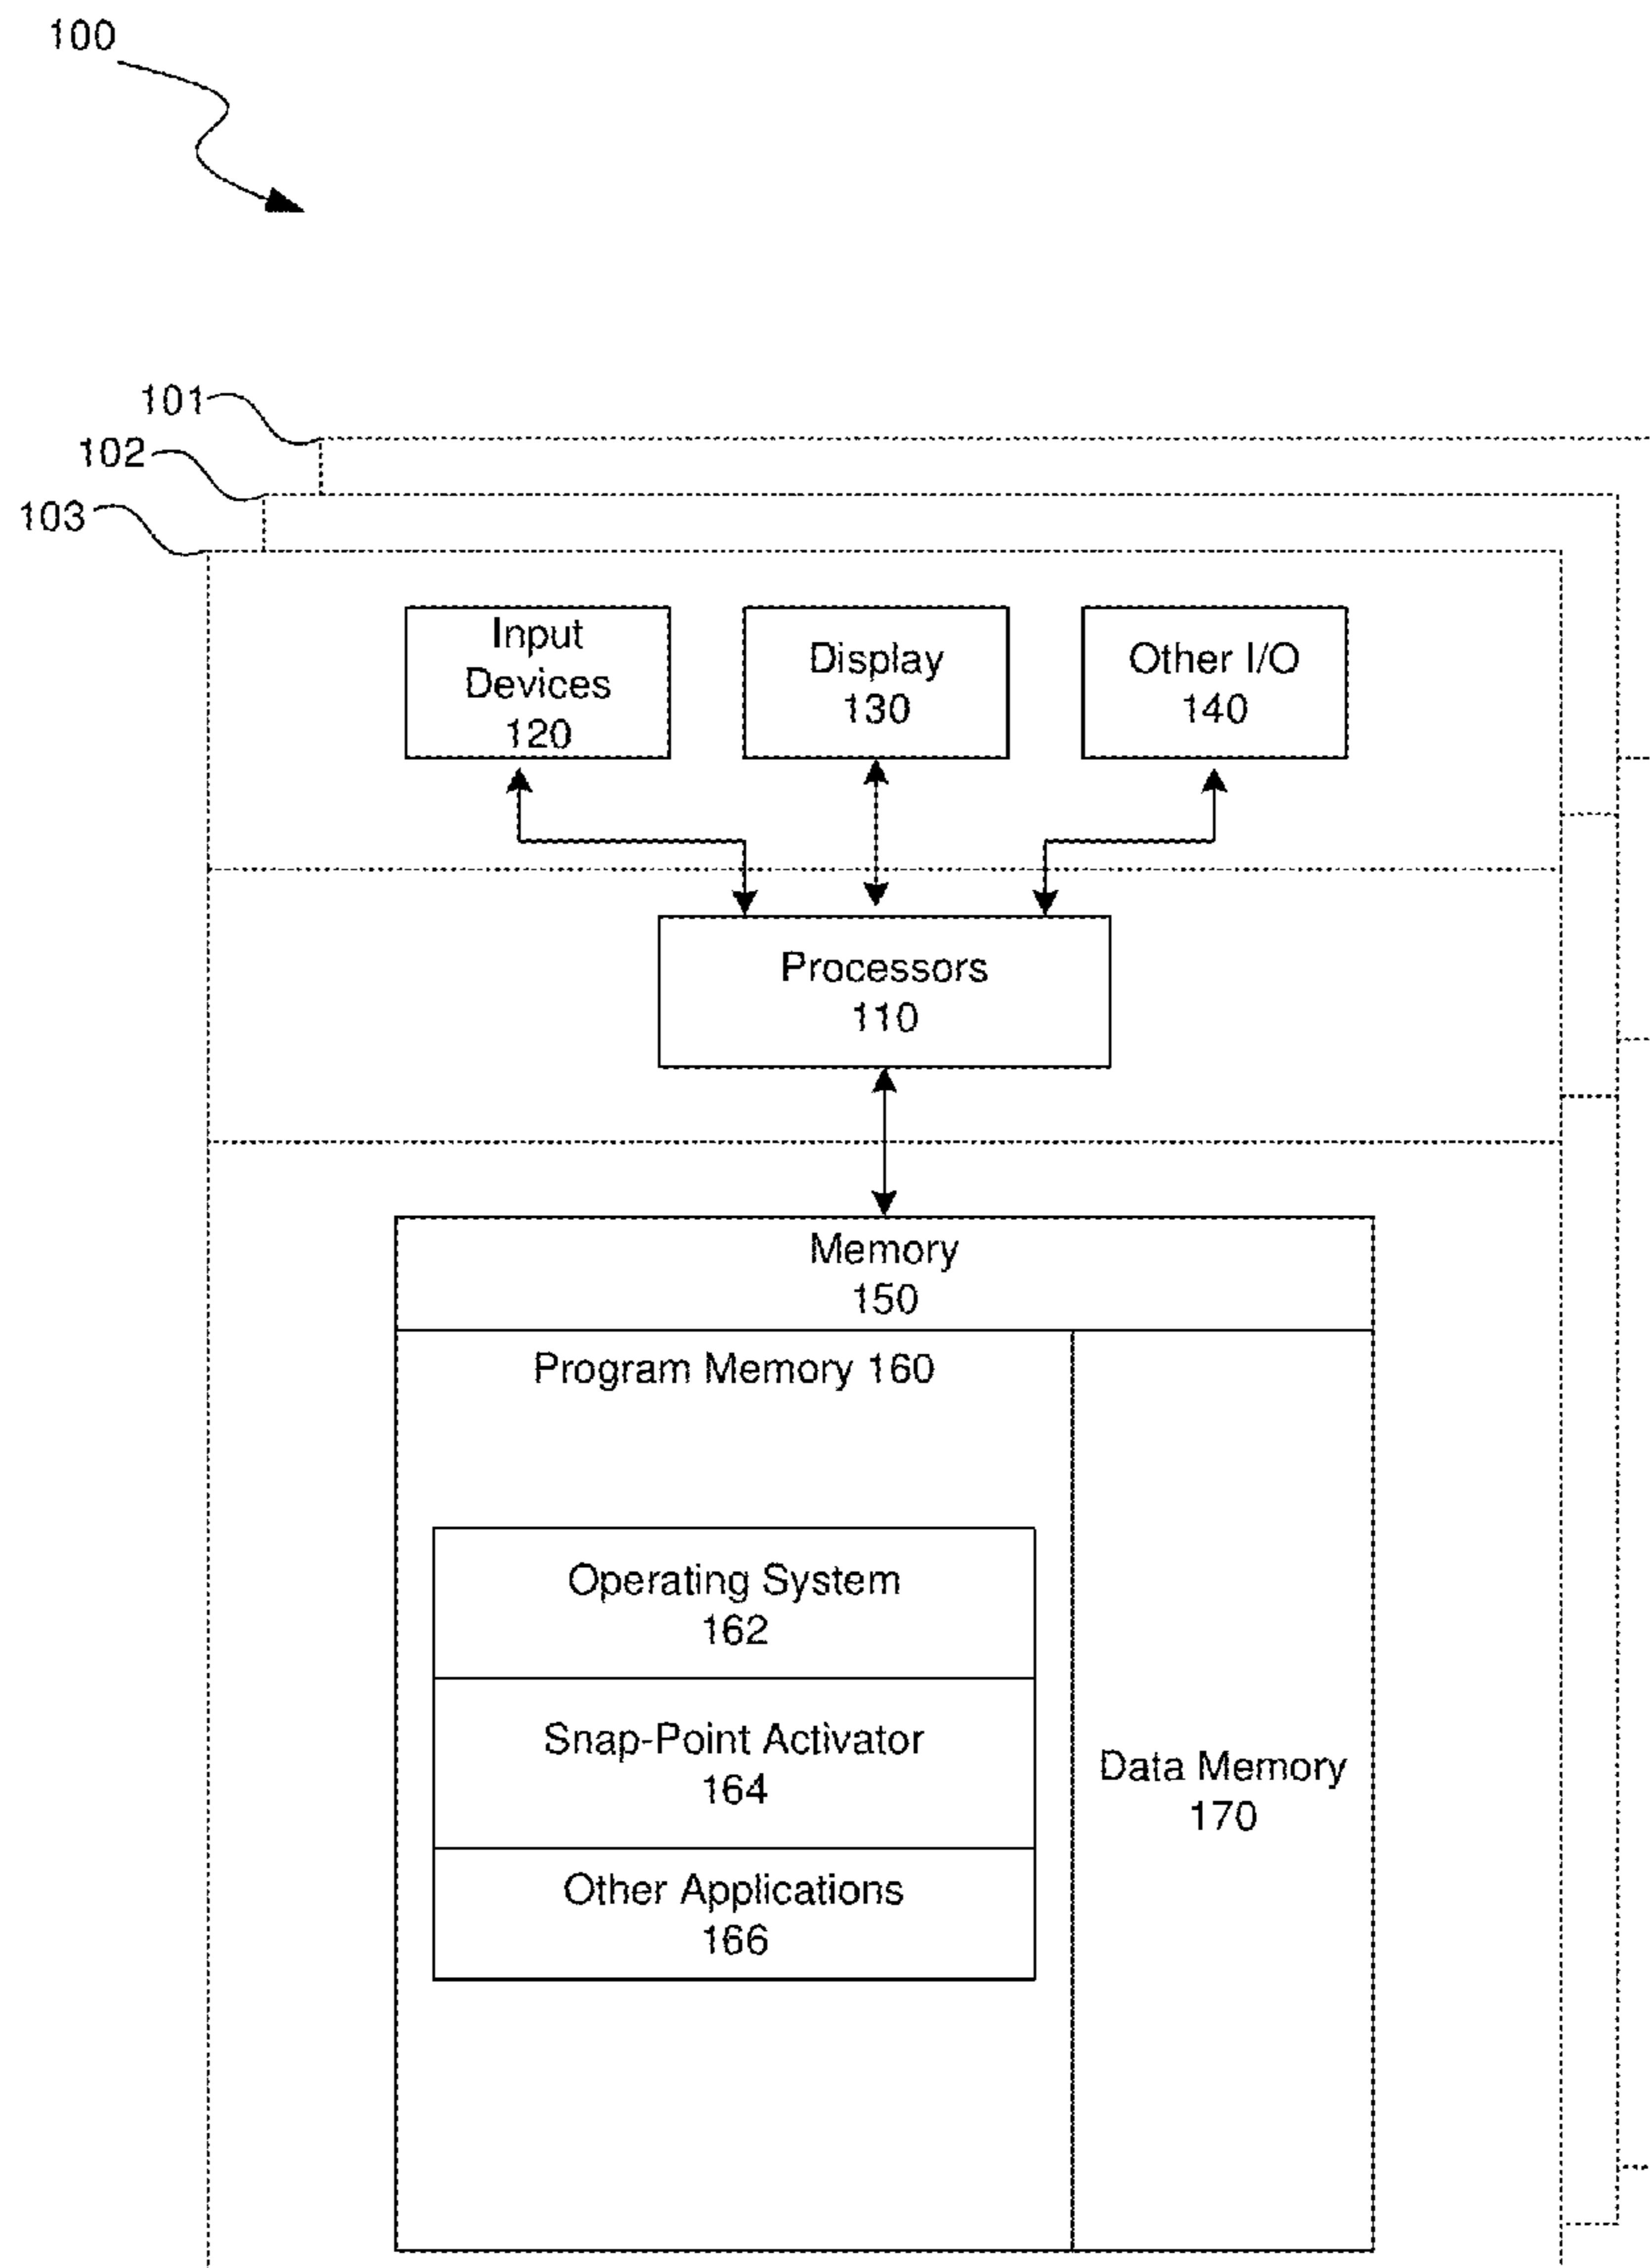 100
101
102
103
Input
Devices
120
Display
130
Other I/O
140
Processors
110
Memory
150
Program Memory 160
Operating System
162
Snap-Point Activator
164
Other Applications
166
Data Memory
170